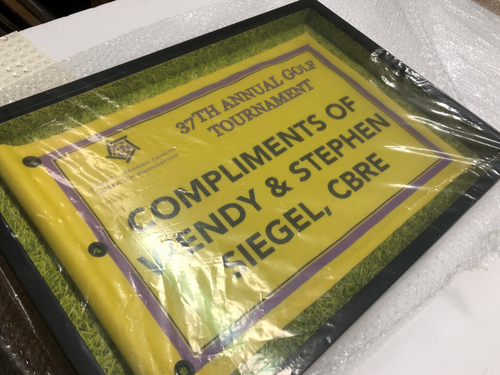 37TH ANNUAL GOLF
TOURNAMENT
COMPLIMENTS OF
WENDY & STEPHEN
SIEGEL, CBRE